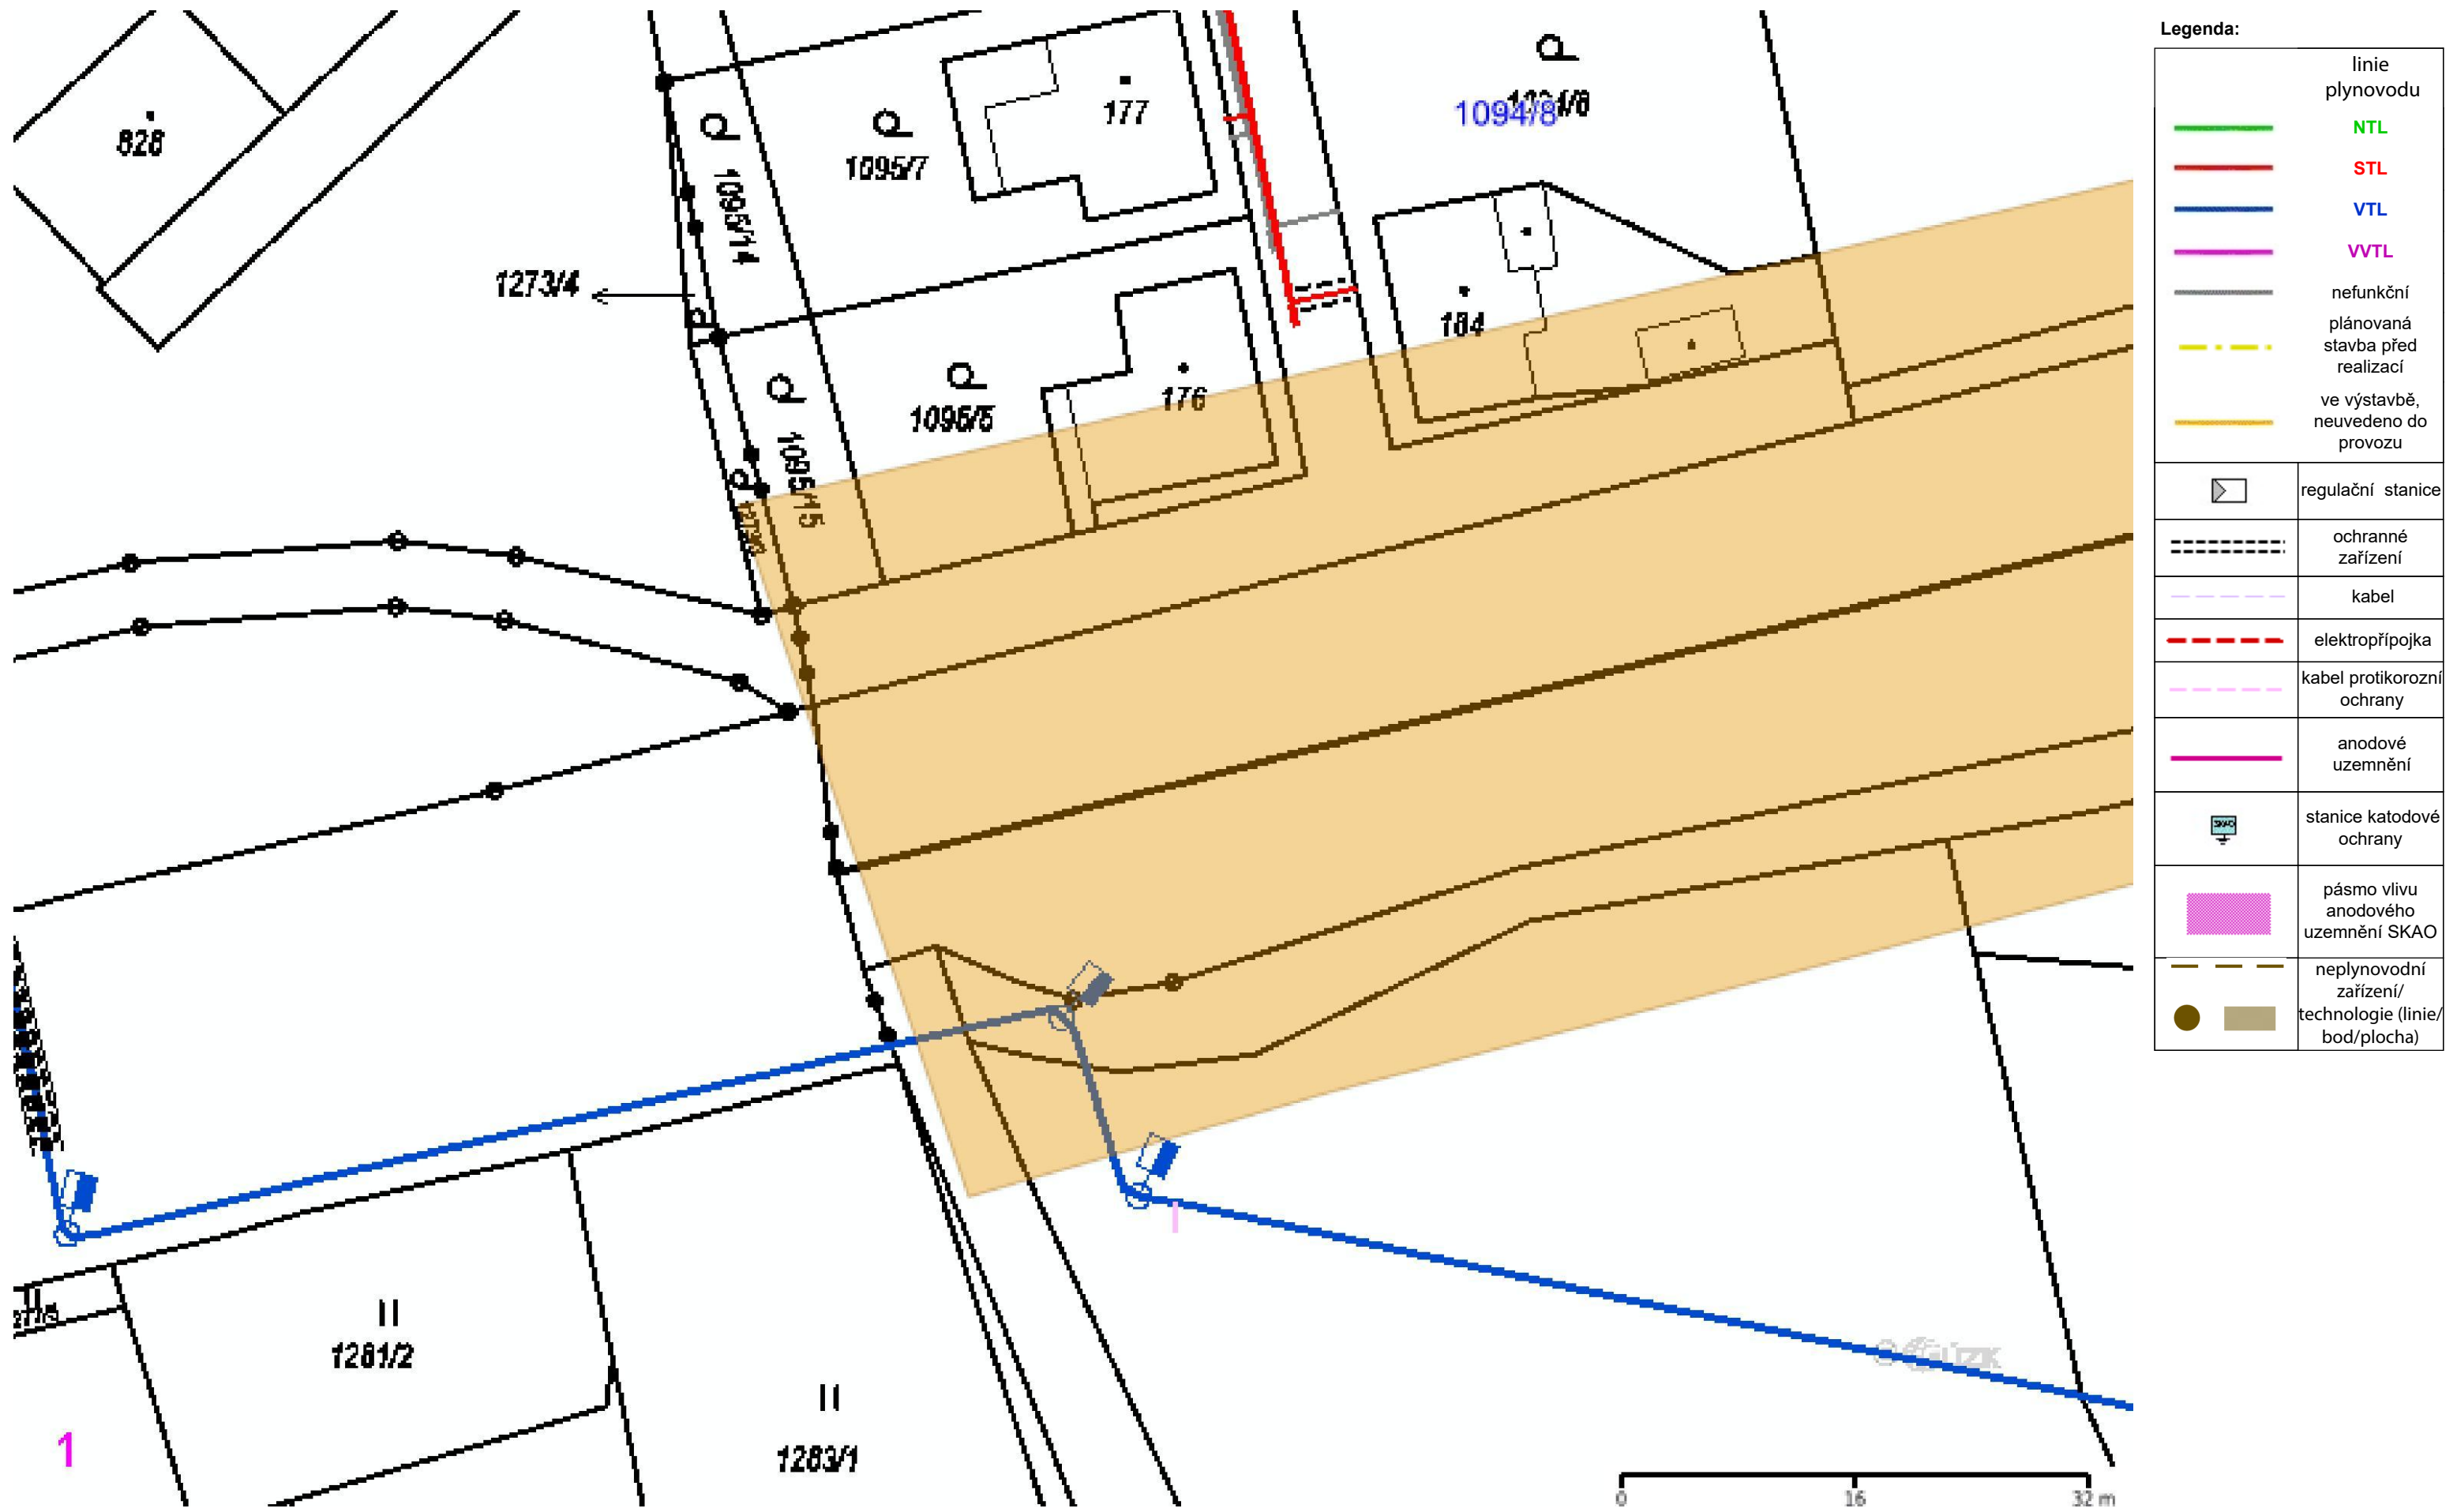 828
177
1095/7
1095/14
1094/8
1273/4
184
176
1095/5
1095/15
1281/2
1283/1
1
0 16 32 m
Legenda:
linie
plynovodu
NTL
STL
VTL
VVTL
nefunkční
plánovaná
stavba před
realizací
ve výstavbě,
neuvedeno do
provozu
regulační stanice
ochranné
zařízení
kabel
elektropřípojka
kabel protikorozní
ochrany
anodové
uzemnění
SKAO
stanice katodové
ochrany
pásmo vlivu
anodového
uzemnění SKAO
neplynovodní
zařízení/
technologie (linie/
bod/plocha)